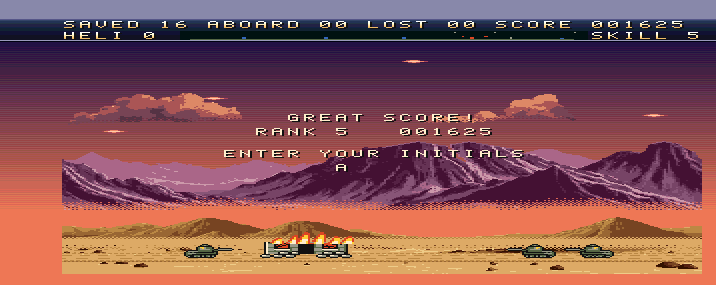 SAVED 16 ABOARD 00 LOST 00 SCORE 001625
HELI 0 SKILL 5
GREAT SCORE!
RANK 5 001625
ENTER YOUR INITIALS
A